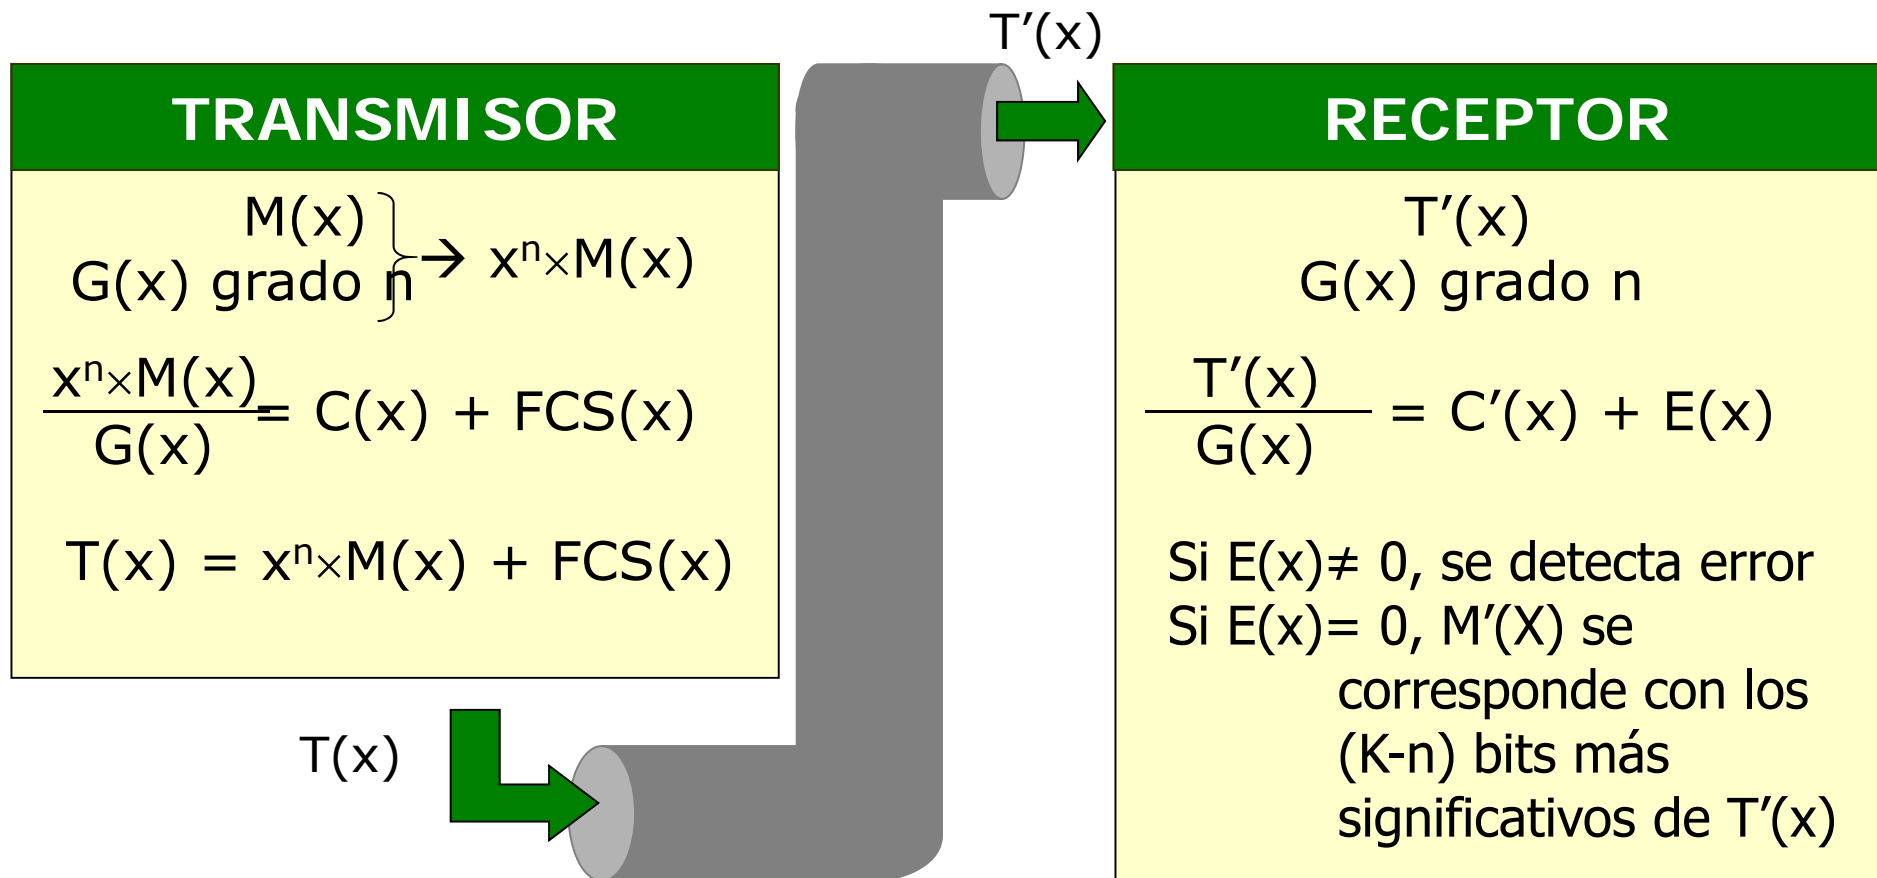 T’(x)
TRANSMISOR
M(x)
G(x) grado n
→ xⁿ×M(x)
xⁿ×M(x)
G(x)
= C(x) + FCS(x)
T(x) = xⁿ×M(x) + FCS(x)
T(x)
RECEPTOR
T’(x)
G(x) grado n
T’(x)
G(x)
= C’(x) + E(x)
Si E(x)≠ 0, se detecta error
Si E(x)= 0, M’(X) se
corresponde con los
(K-n) bits más
significativos de T’(x)